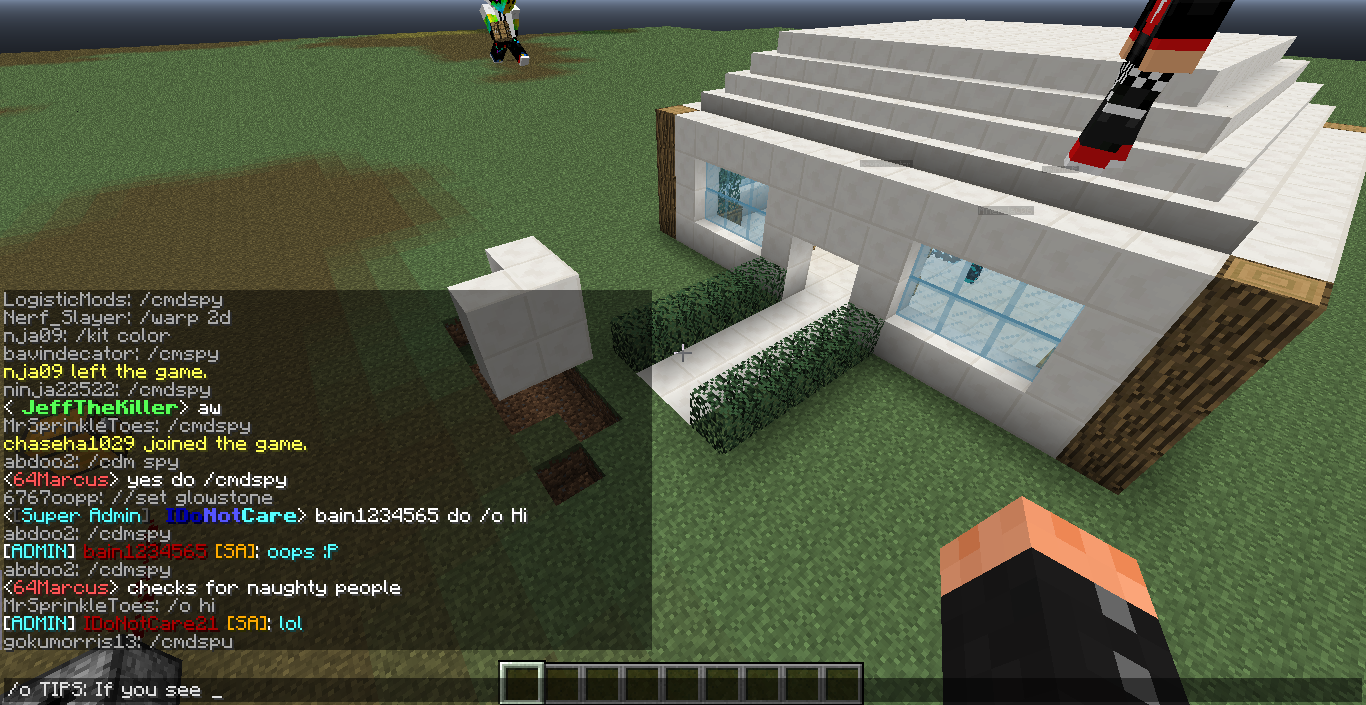 LogisticMods: /cmdspy
Nerf_Slayer: /warp 2d
nja09: /kit color
bavindecator: /cmspy
nja09 left the game.
ninja22522: /cmdspy
< JeffTheKiller> aw
MrSprinkleToes: /cmdspy
chaseha1029 joined the game.
abdoo2: /cdm spy
<64Marcus> yes do /cmdspy
6767oopp: //set glowstone
<[Super Admin] IDoNotCare> bain1234565 do /o Hi
abdoo2: /cdmspy
[ADMIN] bain1234565 [SA]: oops :P
abdoo2: /cdmspy
<64Marcus> checks for naughty people
MrSprinkleToes: /o hi
[ADMIN] IDoNotCare21 [SA]: lol
gokumorris13: /cmdspy
/o TIPS: If you see _